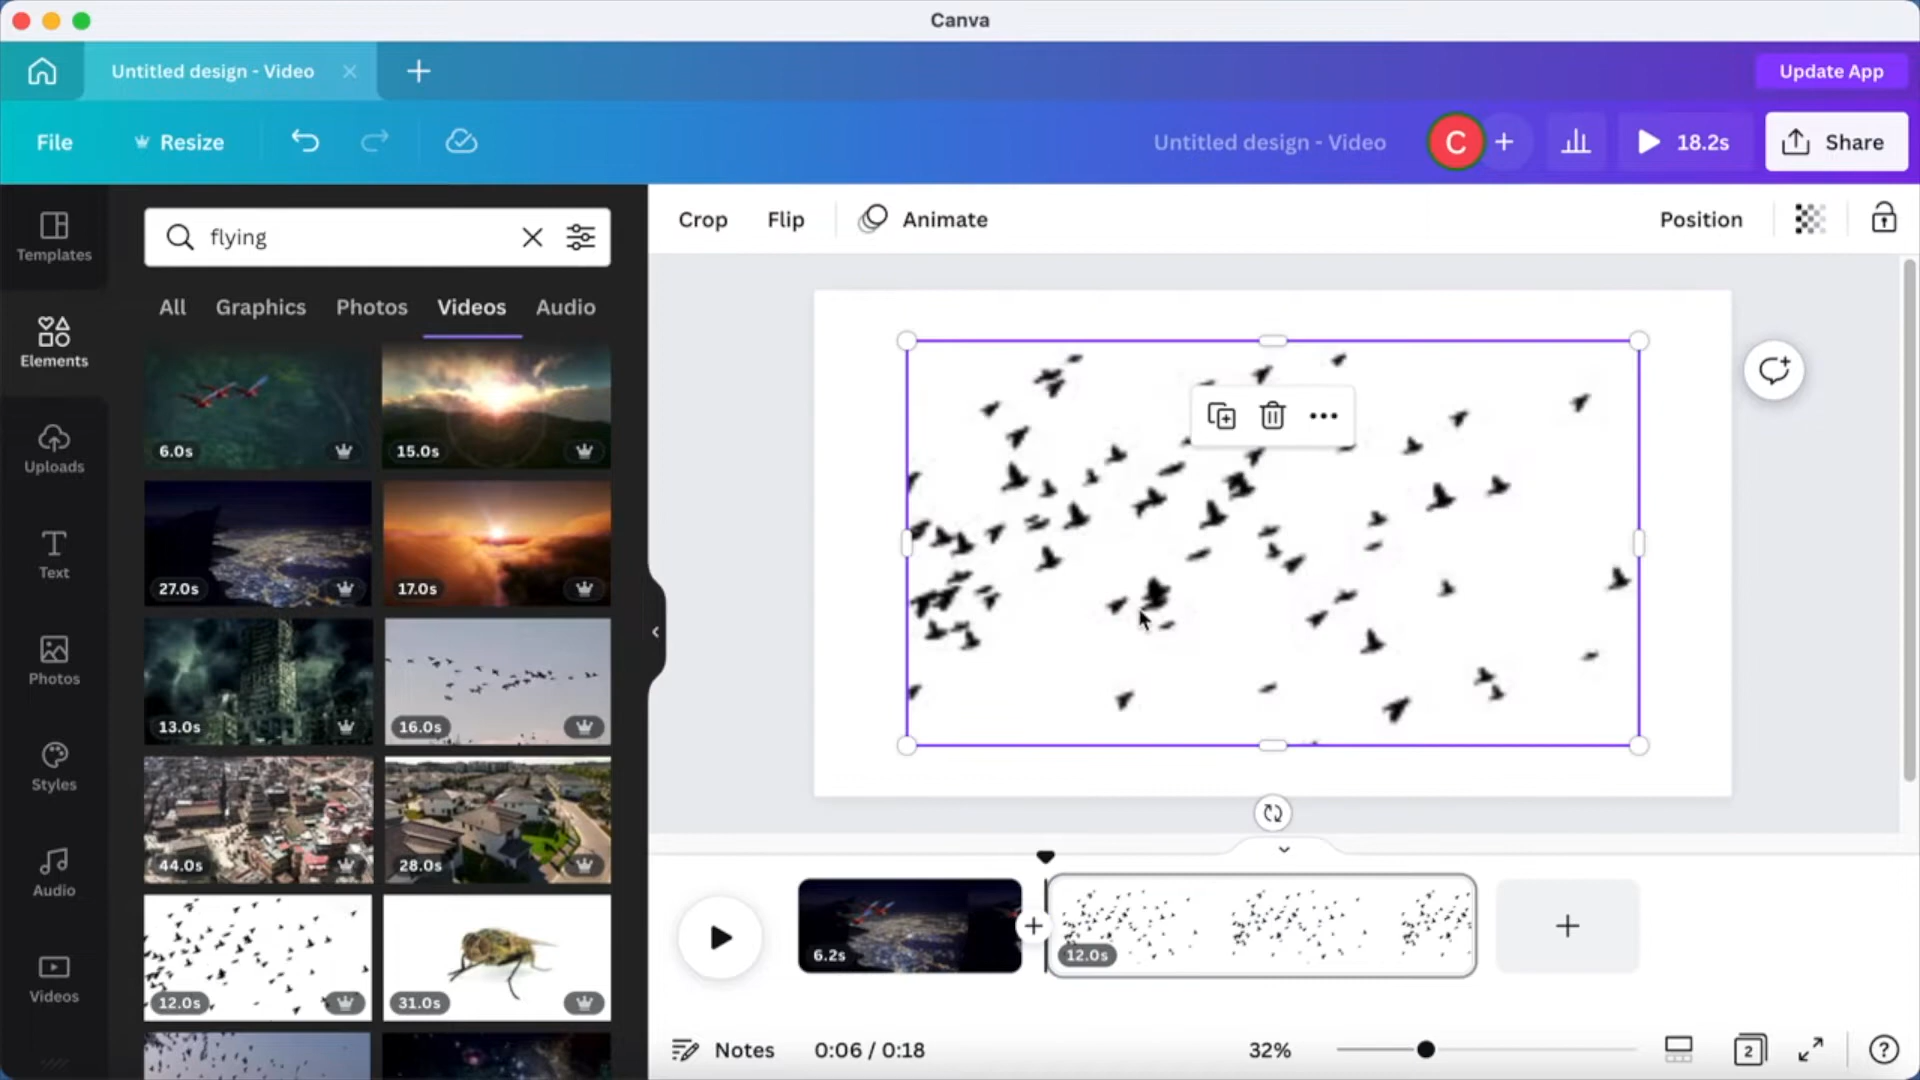 Canva
Untitled design - Video
Update App
File
Resize
Untitled design - Video
C
18.2s
Share
Templates
Elements
Uploads
Text
Photos
Styles
Audio
Videos
flying
All
Graphics
Photos
Videos
Audio
6.0s
15.0s
27.0s
17.0s
13.0s
16.0s
44.0s
28.0s
12.0s
31.0s
Crop
Flip
Animate
Position
6.2s
12.0s
Notes
0:06 / 0:18
32%
2
?